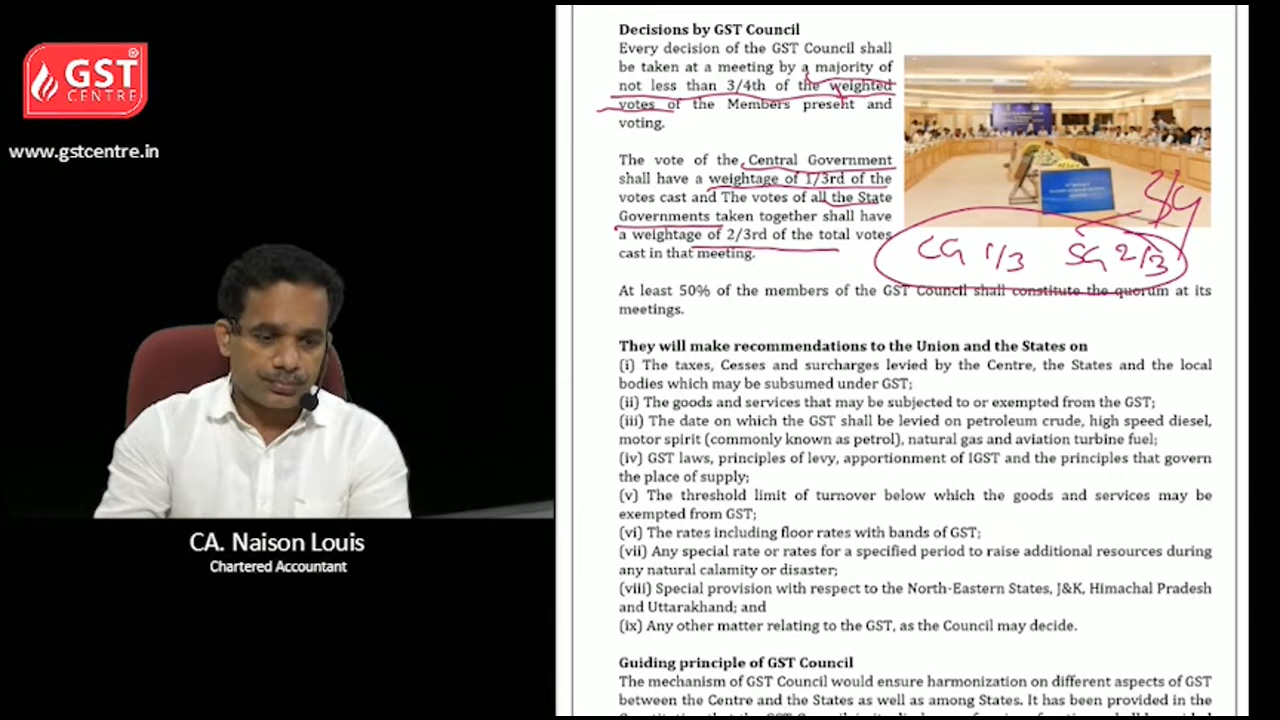 GST
CENTRE
www.gstcentre.in
CA. Naison Louis
Chartered Accountant
Decisions by GST Council
Every decision of the GST Council shall
be taken at a meeting by a majority of
not less than 3/4th of the weighted
votes of the Members present and
voting.
The vote of the Central Government
shall have a weightage of 1/3rd of the
votes cast and The votes of all the State
Governments taken together shall have
a weightage of 2/3rd of the total votes
cast in that meeting.
3/4
CG 1/3 SG 2/3
At least 50% of the members of the GST Council shall constitute the quorum at its
meetings.
They will make recommendations to the Union and the States on
(i) The taxes, Cesses and surcharges levied by the Centre, the States and the local
bodies which may be subsumed under GST;
(ii) The goods and services that may be subjected to or exempted from the GST;
(iii) The date on which the GST shall be levied on petroleum crude, high speed diesel,
motor spirit (commonly known as petrol), natural gas and aviation turbine fuel;
(iv) GST laws, principles of levy, apportionment of IGST and the principles that govern
the place of supply;
(v) The threshold limit of turnover below which the goods and services may be
exempted from GST;
(vi) The rates including floor rates with bands of GST;
(vii) Any special rate or rates for a specified period to raise additional resources during
any natural calamity or disaster;
(viii) Special provision with respect to the North-Eastern States, J&K, Himachal Pradesh
and Uttarakhand; and
(ix) Any other matter relating to the GST, as the Council may decide.
Guiding principle of GST Council
The mechanism of GST Council would ensure harmonization on different aspects of GST
between the Centre and the States as well as among States. It has been provided in the